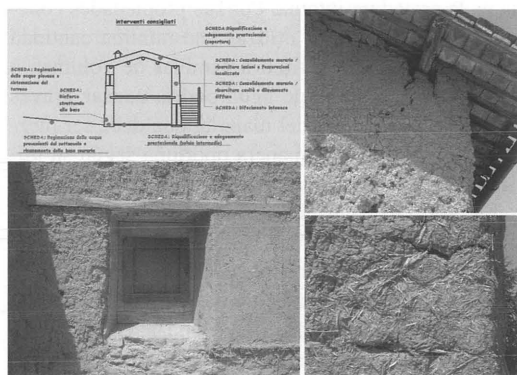 interventi consigliati
SCHEDA: Riqualificazione e
adeguamento prestazionale
(copertura)
SCHEDA: Regimazione
delle acque piovane e
sistemazione del
terreno
SCHEDA:
Rinforzo
strutturale
alla base
SCHEDA: Consolidamento murario /
ricucitura lesioni e fessurazioni
localizzate
SCHEDA: Consolidamento murario /
ricucitura cavità e dilavamento
diffuso
SCHEDA: Rifacimento intonaco
SCHEDA: Regimazione delle acque
provenienti dal sottosuolo e
risanamento della base muraria
SCHEDA: Riqualificazione e adeguamento
prestazionale (solaio intermedio)